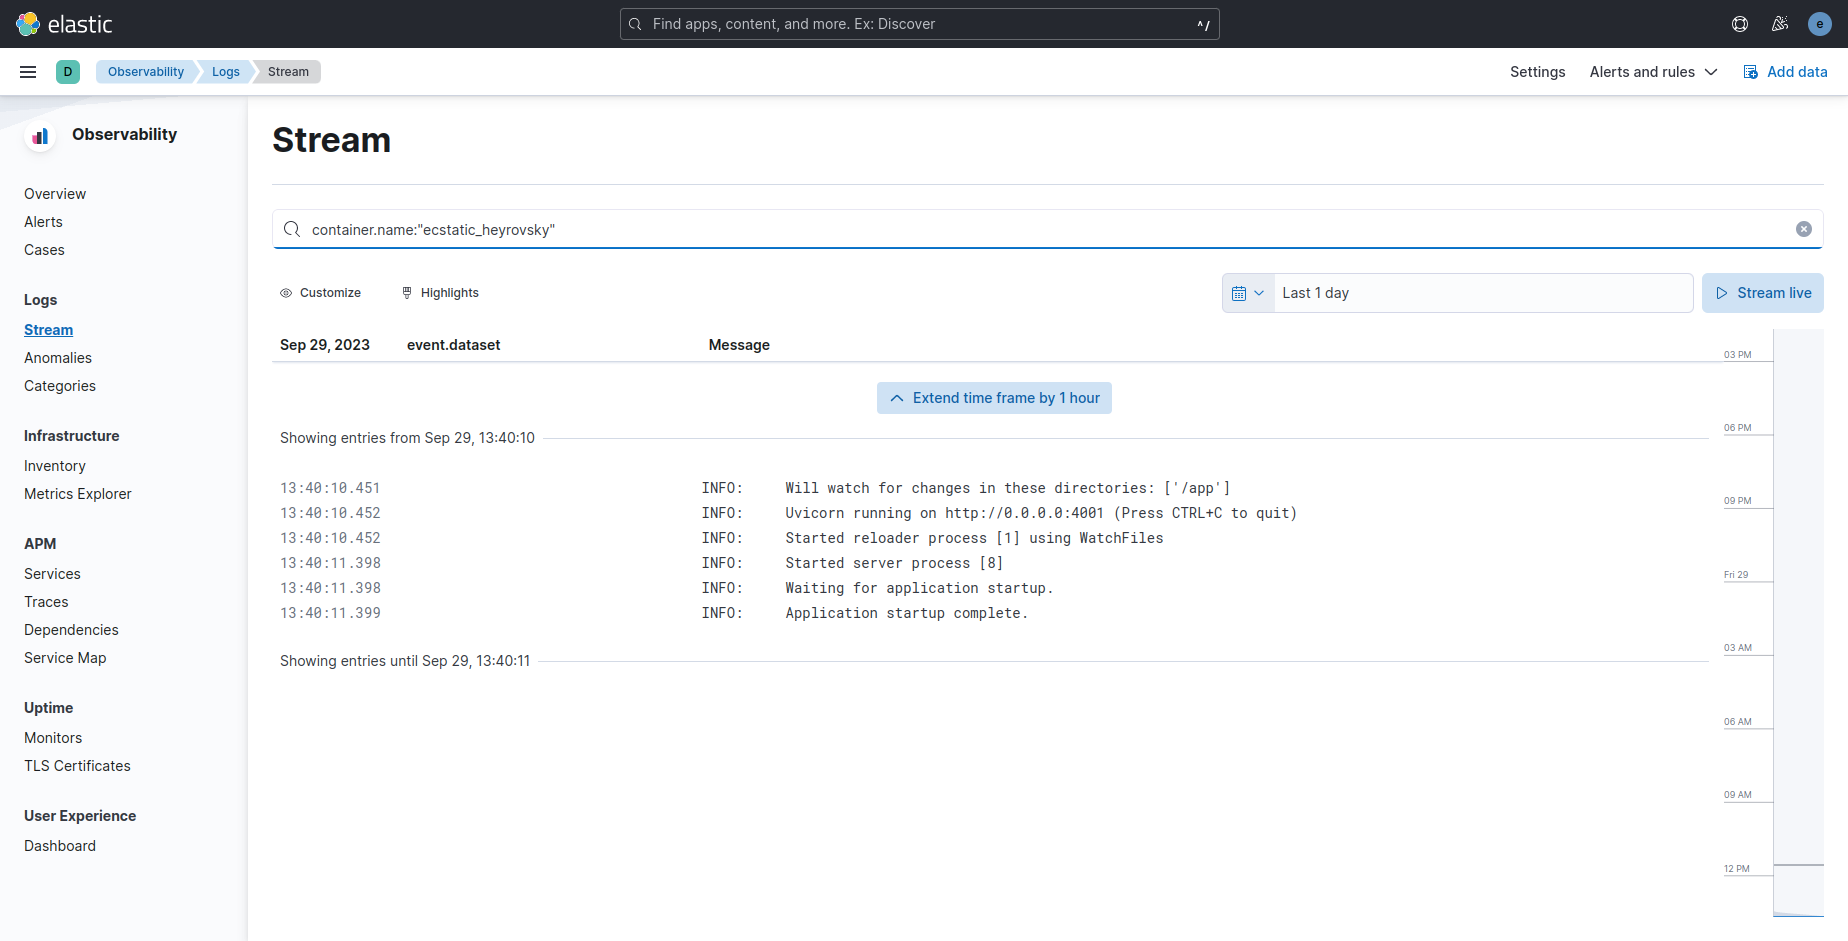 elastic
Find apps, content, and more. Ex: Discover
^/
e
D
Observability
Logs
Stream
Settings
Alerts and rules
Add data
Observability
Overview
Alerts
Cases
Logs
Stream
Anomalies
Categories
Infrastructure
Inventory
Metrics Explorer
APM
Services
Traces
Dependencies
Service Map
Uptime
Monitors
TLS Certificates
User Experience
Dashboard
Stream
container.name:"ecstatic_heyrovsky"
Customize
Highlights
Last 1 day
Stream live
Sep 29, 2023 event.dataset Message
Extend time frame by 1 hour
Showing entries from Sep 29, 13:40:10
13:40:10.451 INFO: Will watch for changes in these directories: ['/app']
13:40:10.452 INFO: Uvicorn running on http://0.0.0.0:4001 (Press CTRL+C to quit)
13:40:10.452 INFO: Started reloader process [1] using WatchFiles
13:40:11.398 INFO: Started server process [8]
13:40:11.398 INFO: Waiting for application startup.
13:40:11.399 INFO: Application startup complete.
Showing entries until Sep 29, 13:40:11
03 PM
06 PM
09 PM
Fri 29
03 AM
06 AM
09 AM
12 PM